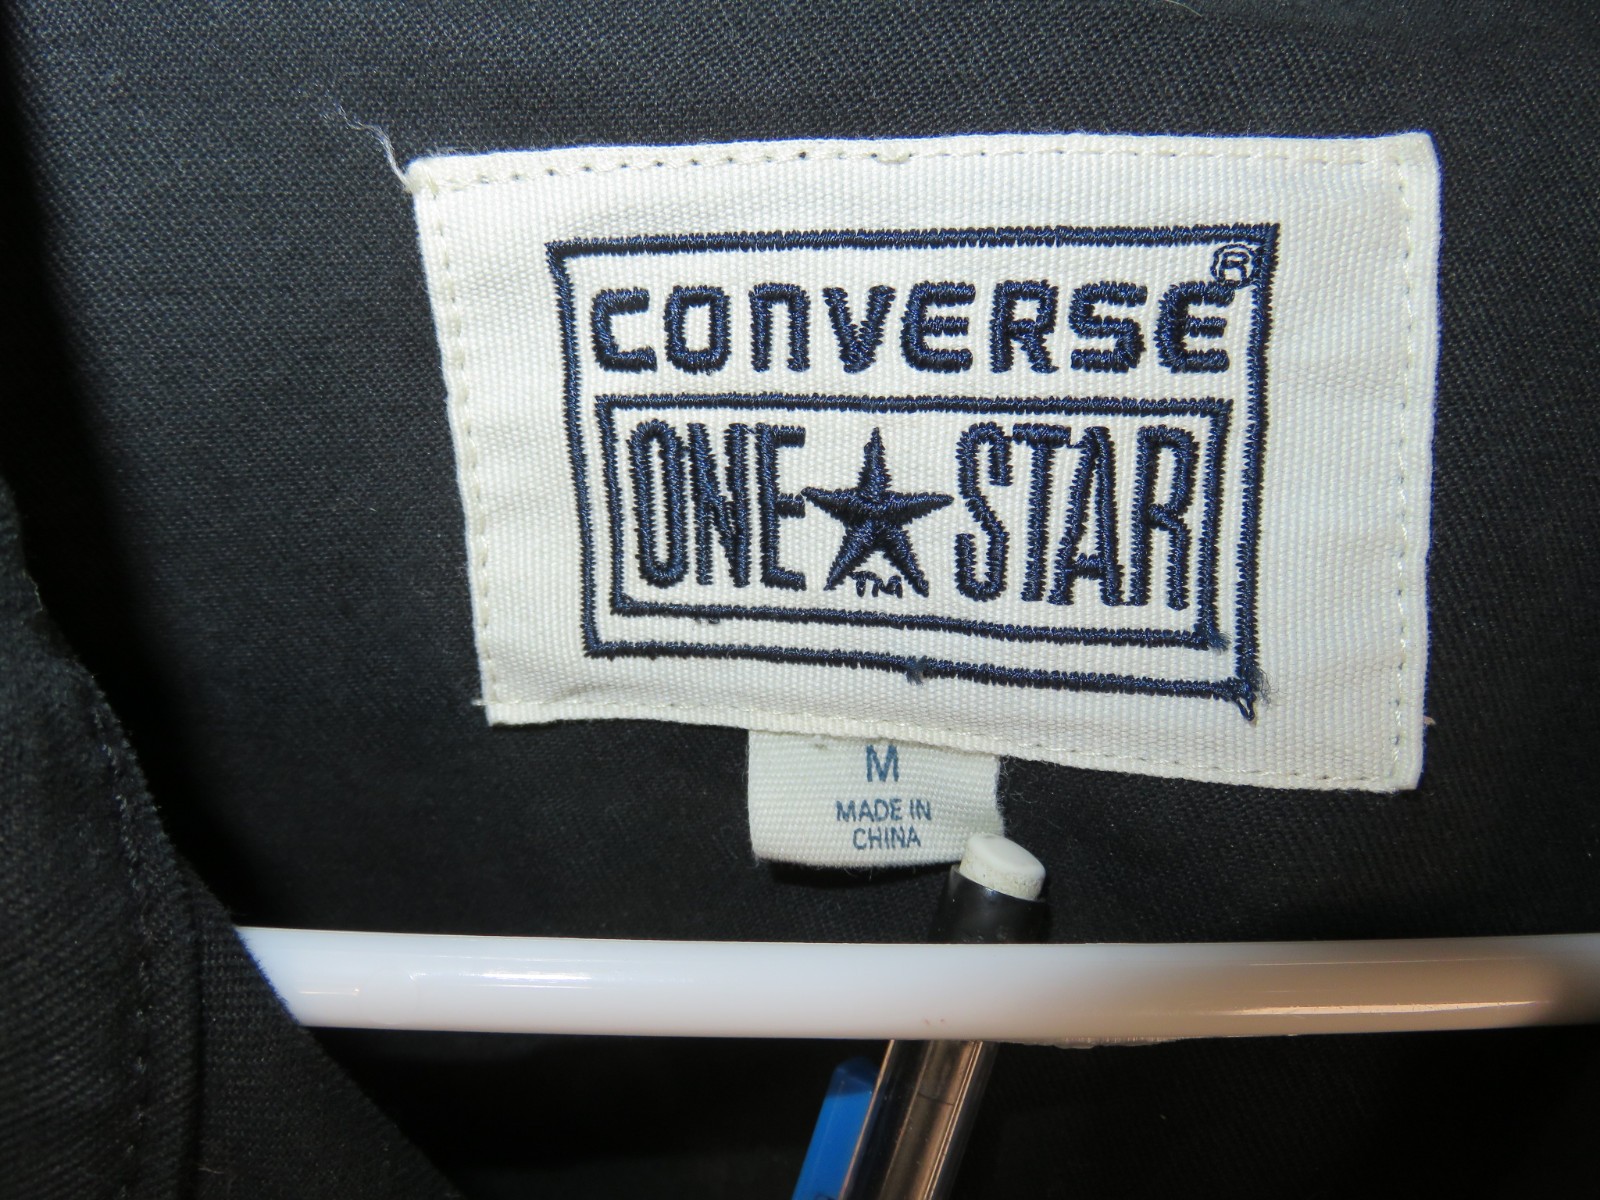 CONVERSE®
ONE★STAR
TM
M
MADE IN
CHINA